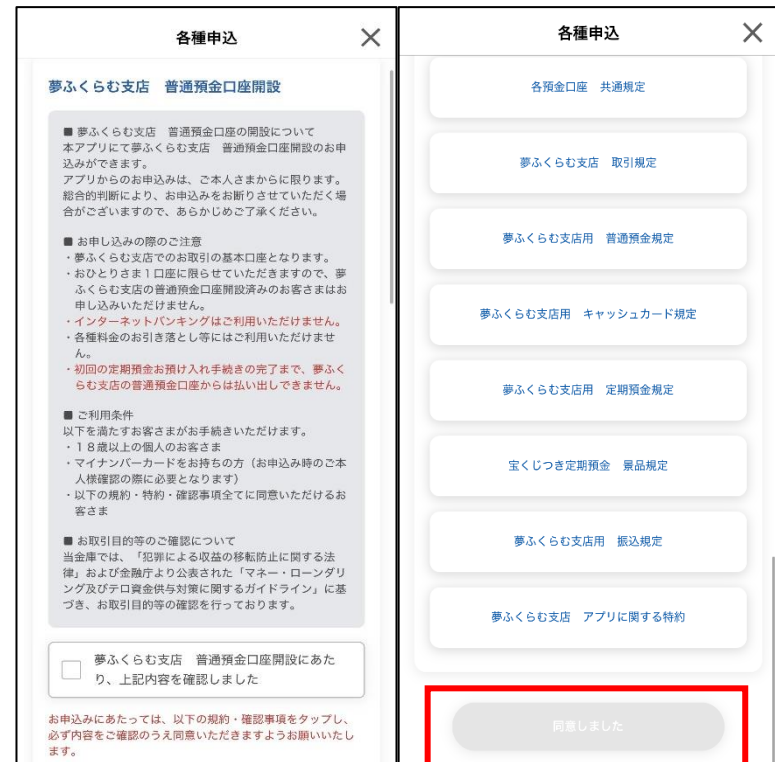 各種申込
夢ふくらむ支店　普通預金口座開設
■ 夢ふくらむ支店　普通預金口座の開設について
本アプリにて夢ふくらむ支店　普通預金口座開設のお申
込みができます。
アプリからのお申込みは、ご本人さまからに限ります。
総合的判断により、お申込みをお断りさせていただく場
合がございますので、あらかじめご了承ください。
■ お申し込みの際のご注意
・夢ふくらむ支店でのお取引の基本口座となります。
・おひとりさま１口座に限らせていただきますので、夢
ふくらむ支店の普通預金口座開設済みのお客さまはお
申し込みいただけません。
・インターネットバンキングはご利用いただけません。
・各種料金のお引き落とし等にはご利用いただけませ
ん。
・初回の定期預金お預け入れ手続きの完了まで、夢ふく
らむ支店の普通預金口座からは払い出しできません。
■ ご利用条件
以下を満たすお客さまがお手続きいただけます。
・１８歳以上の個人のお客さま
・マイナンバーカードをお持ちの方（お申込み時のご本
人様確認の際に必要となります）
・以下の規約・特約・確認事項全てに同意いただけるお
客さま
■ お取引目的等のご確認について
当金庫では、「犯罪による収益の移転防止に関する法
律」および金融庁より公表された「マネー・ローンダリ
ング及びテロ資金供与対策に関するガイドライン」に基
づき、お取引目的等の確認を行っております。
夢ふくらむ支店　普通預金口座開設にあた
り、上記内容を確認しました
お申込みにあたっては、以下の規約・確認事項をタップし、
必ず内容をご確認のうえ同意いただきますようお願いいたし
ます。
各種申込
各預金口座　共通規定
夢ふくらむ支店　取引規定
夢ふくらむ支店用　普通預金規定
夢ふくらむ支店用　キャッシュカード規定
夢ふくらむ支店用　定期預金規定
宝くじつき定期預金　景品規定
夢ふくらむ支店用　振込規定
夢ふくらむ支店　アプリに関する特約
同意しました